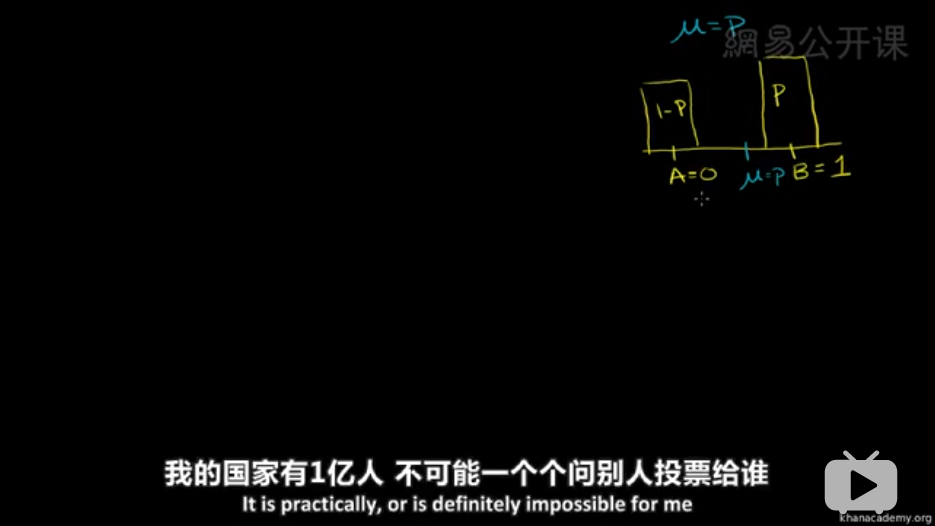 μ=P
網易公开课
1-P
P
A=0
μ=P
B=1
我的国家有1亿人 不可能一个个问别人投票给谁
It is practically, or is definitely impossible for me
khanacademy.org